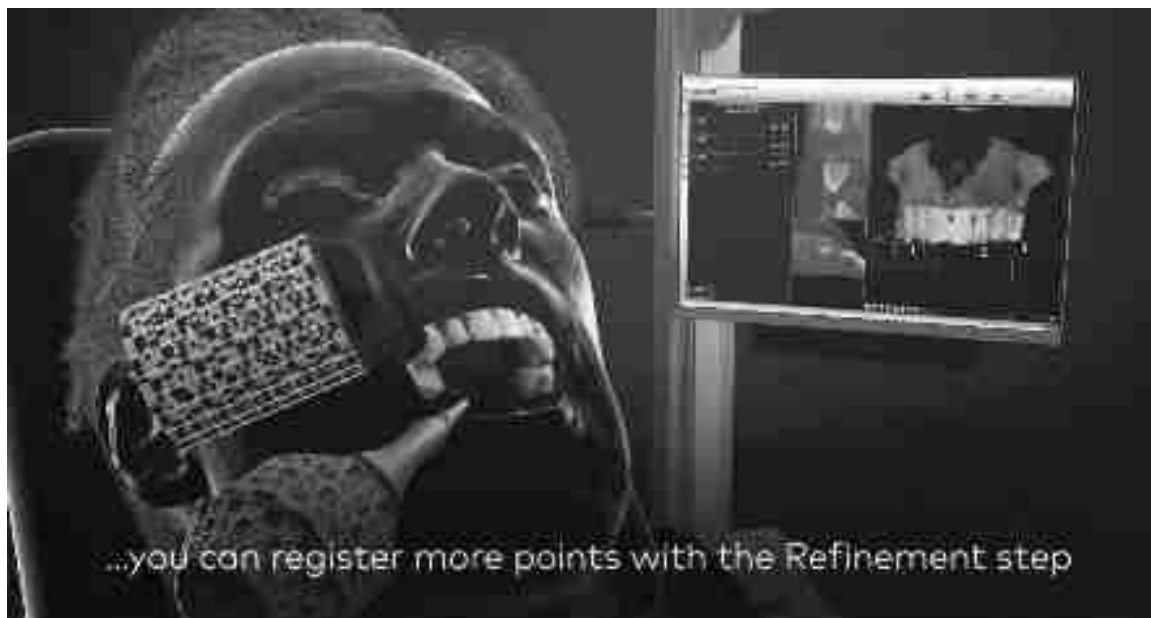 ...you can register more points with the Refinement step